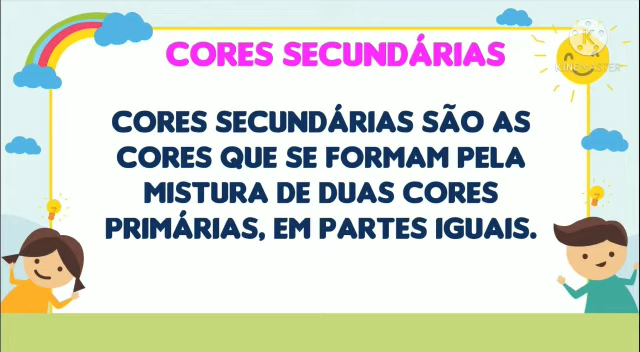 CORES SECUNDÁRIAS
CORES SECUNDÁRIAS SÃO AS
CORES QUE SE FORMAM PELA
MISTURA DE DUAS CORES
PRIMÁRIAS, EM PARTES IGUAIS.
KINEMASTER